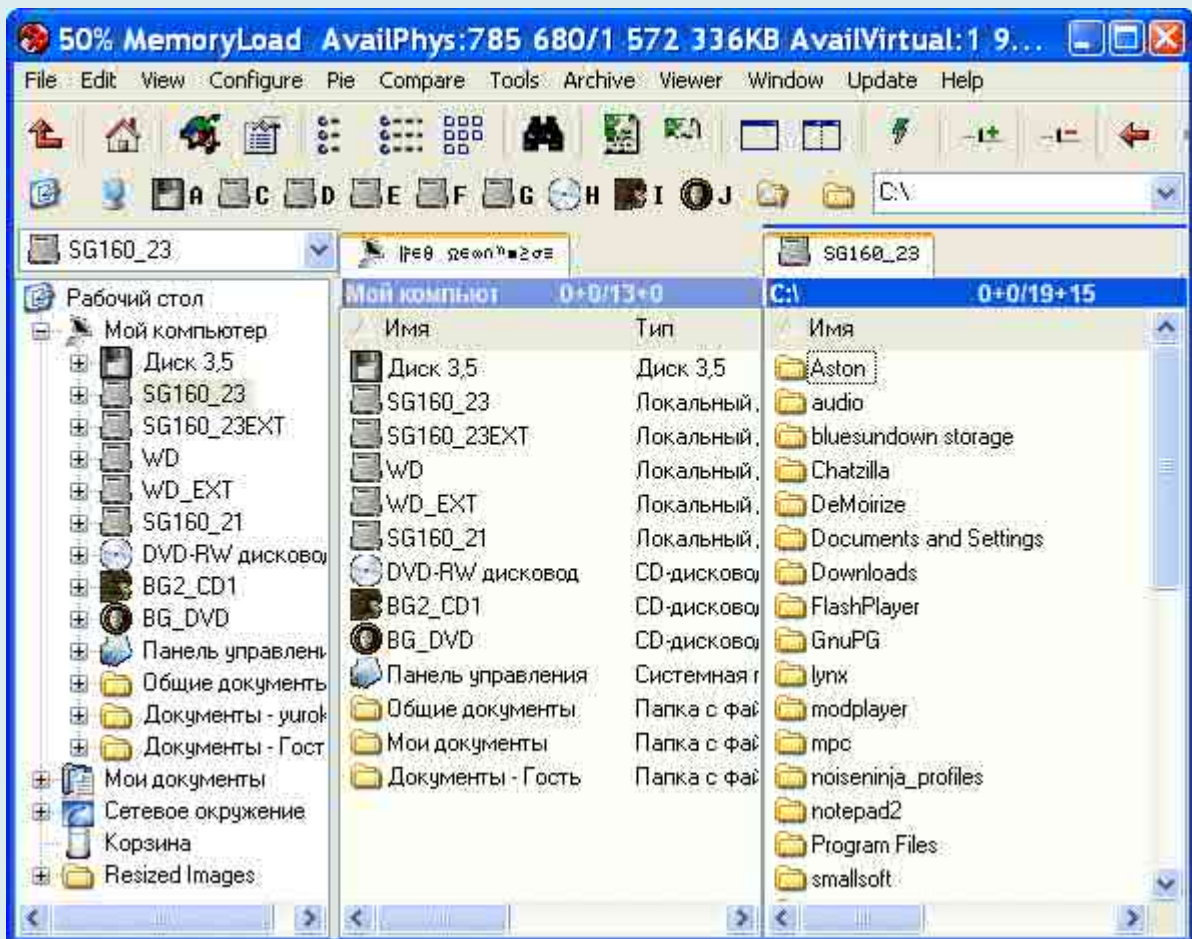 50% MemoryLoad AvailPhys:785 680/1 572 336KB AvailVirtual:1 9...
File Edit View Configure Pie Compare Tools Archive Viewer Window Update Help
A C D E F G H I J C:\
SG160_23
SG160_23
Рабочий стол
Мой компьютер
Диск 3,5
SG160_23
SG160_23EXT
WD
WD_EXT
SG160_21
DVD-RW дисковод
BG2_CD1
BG_DVD
Панель управлени
Общие документы
Документы - yurok
Документы - Гост
Мои документы
Сетевое окружение
Корзина
Resized Images
Мой компьют 0+0/13+0
Имя Тип
Диск 3,5 Диск 3,5
SG160_23 Локальный
SG160_23EXT Локальный
WD Локальный
WD_EXT Локальный
SG160_21 Локальный
DVD-RW дисковод CD-дисковод
BG2_CD1 CD-дисковод
BG_DVD CD-дисковод
Панель управления Системная
Общие документы Папка с фай
Мои документы Папка с фай
Документы - Гость Папка с фай
C:\ 0+0/19+15
Имя
Aston
audio
bluesundown storage
Chatzilla
DeMoirize
Documents and Settings
Downloads
FlashPlayer
GnuPG
lynx
modplayer
mpc
noiseninja_profiles
notepad2
Program Files
smallsoft